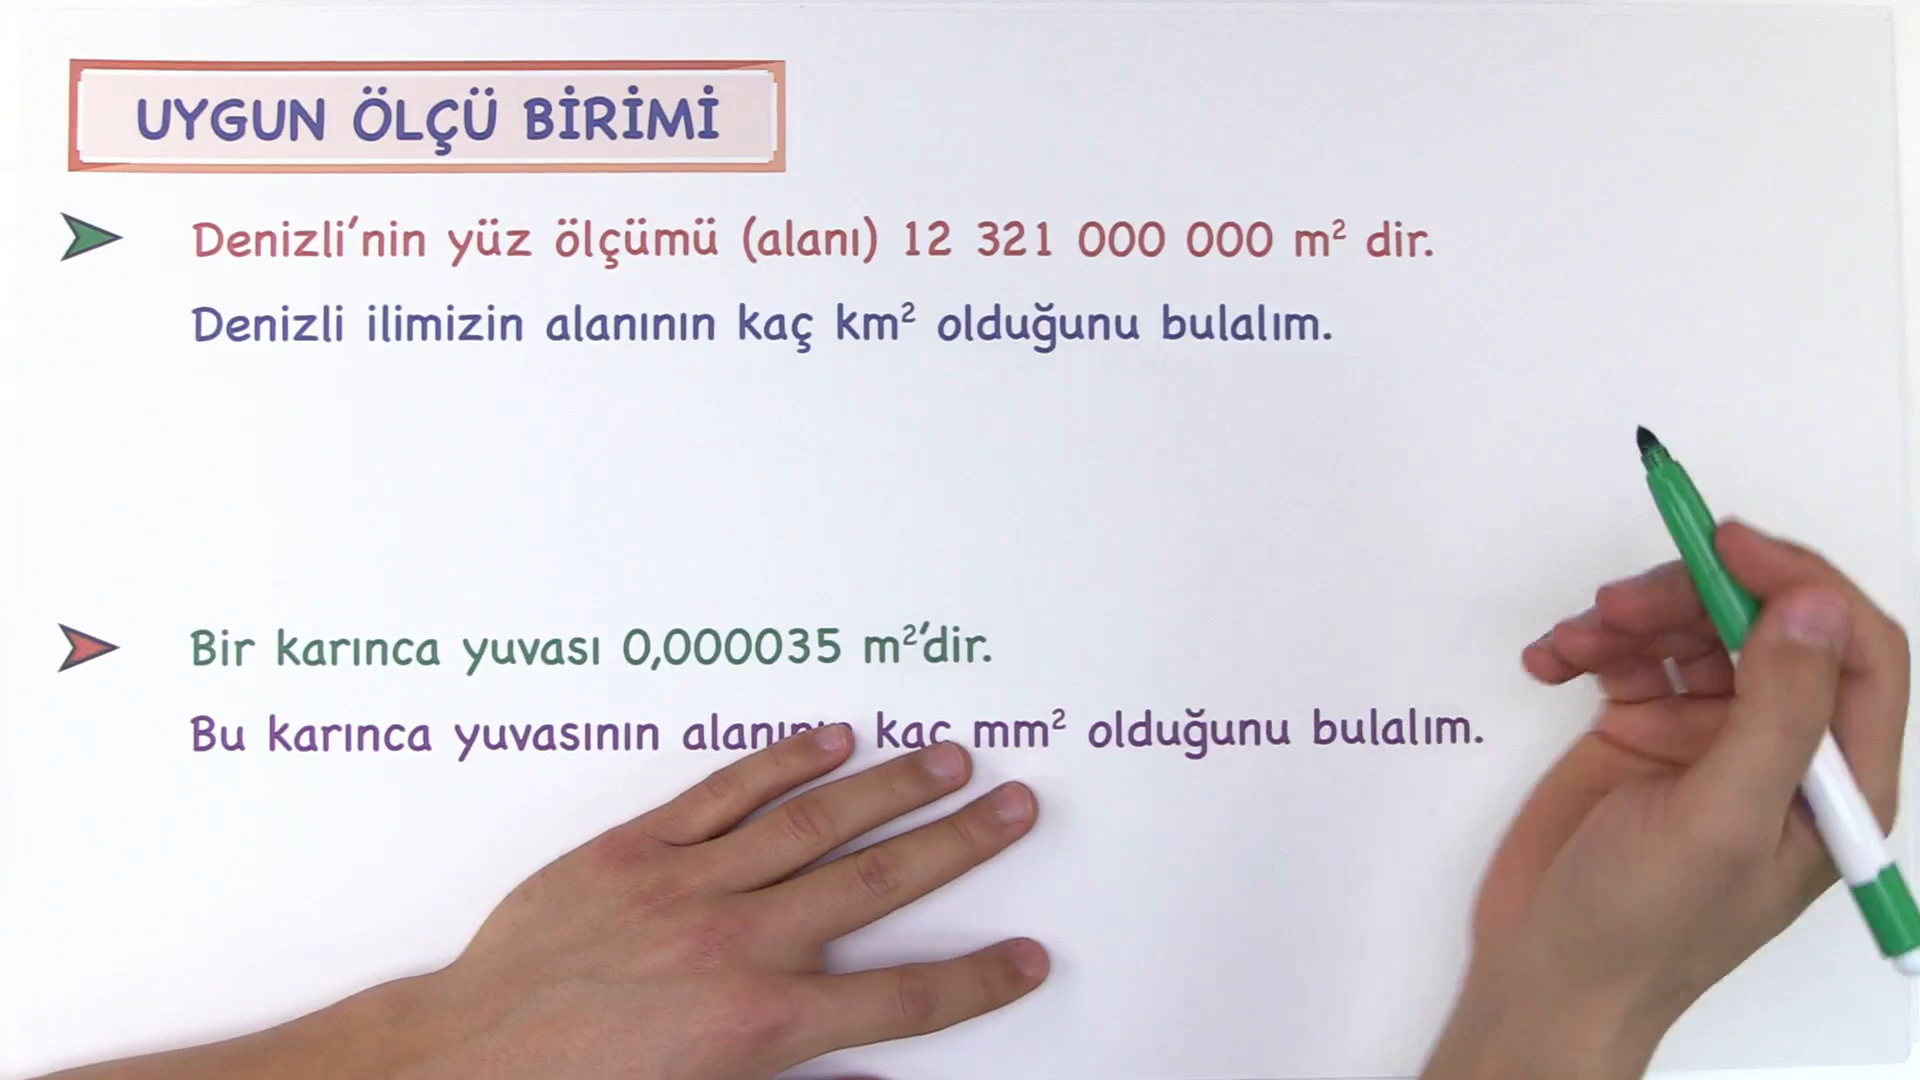 UYGUN ÖLÇÜ BİRİMİ
Denizli'nin yüz ölçümü (alanı) 12 321 000 000 m² dir.
Denizli ilimizin alanının kaç km² olduğunu bulalım.
Bir karınca yuvası 0,000035 m²'dir.
Bu karınca yuvasının alanının kaç mm² olduğunu bulalım.